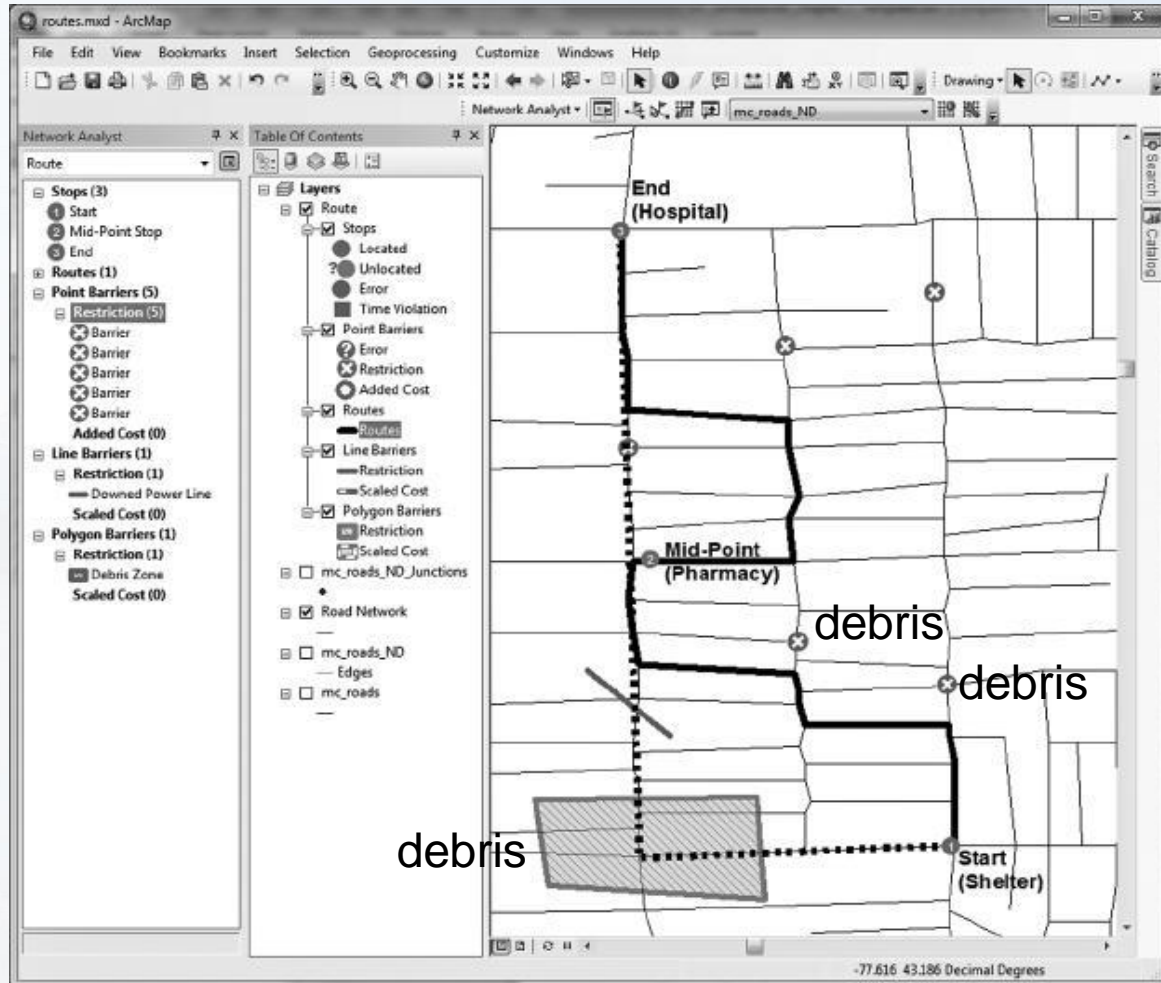 routes.mxd - ArcMap
File Edit View Bookmarks Insert Selection Geoprocessing Customize Windows Help
Drawing
Network Analyst
mc_roads_ND
Network Analyst
Route
Stops (3)
1 Start
2 Mid-Point Stop
3 End
Routes (1)
Point Barriers (5)
Restriction (5)
Barrier
Barrier
Barrier
Barrier
Barrier
Added Cost (0)
Line Barriers (1)
Restriction (1)
Downed Power Line
Scaled Cost (0)
Polygon Barriers (1)
Restriction (1)
Debris Zone
Scaled Cost (0)
Table Of Contents
Layers
Route
Stops
Located
? Unlocated
Error
Time Violation
Point Barriers
? Error
Restriction
Added Cost
Routes
Routes
Line Barriers
Restriction
Scaled Cost
Polygon Barriers
Restriction
Scaled Cost
mc_roads_ND_Junctions
Road Network
mc_roads_ND
Edges
mc_roads
End
(Hospital)
3
2
Mid-Point
(Pharmacy)
debris
debris
debris
1
Start
(Shelter)
Search
Catalog
-77.616 43.186 Decimal Degrees